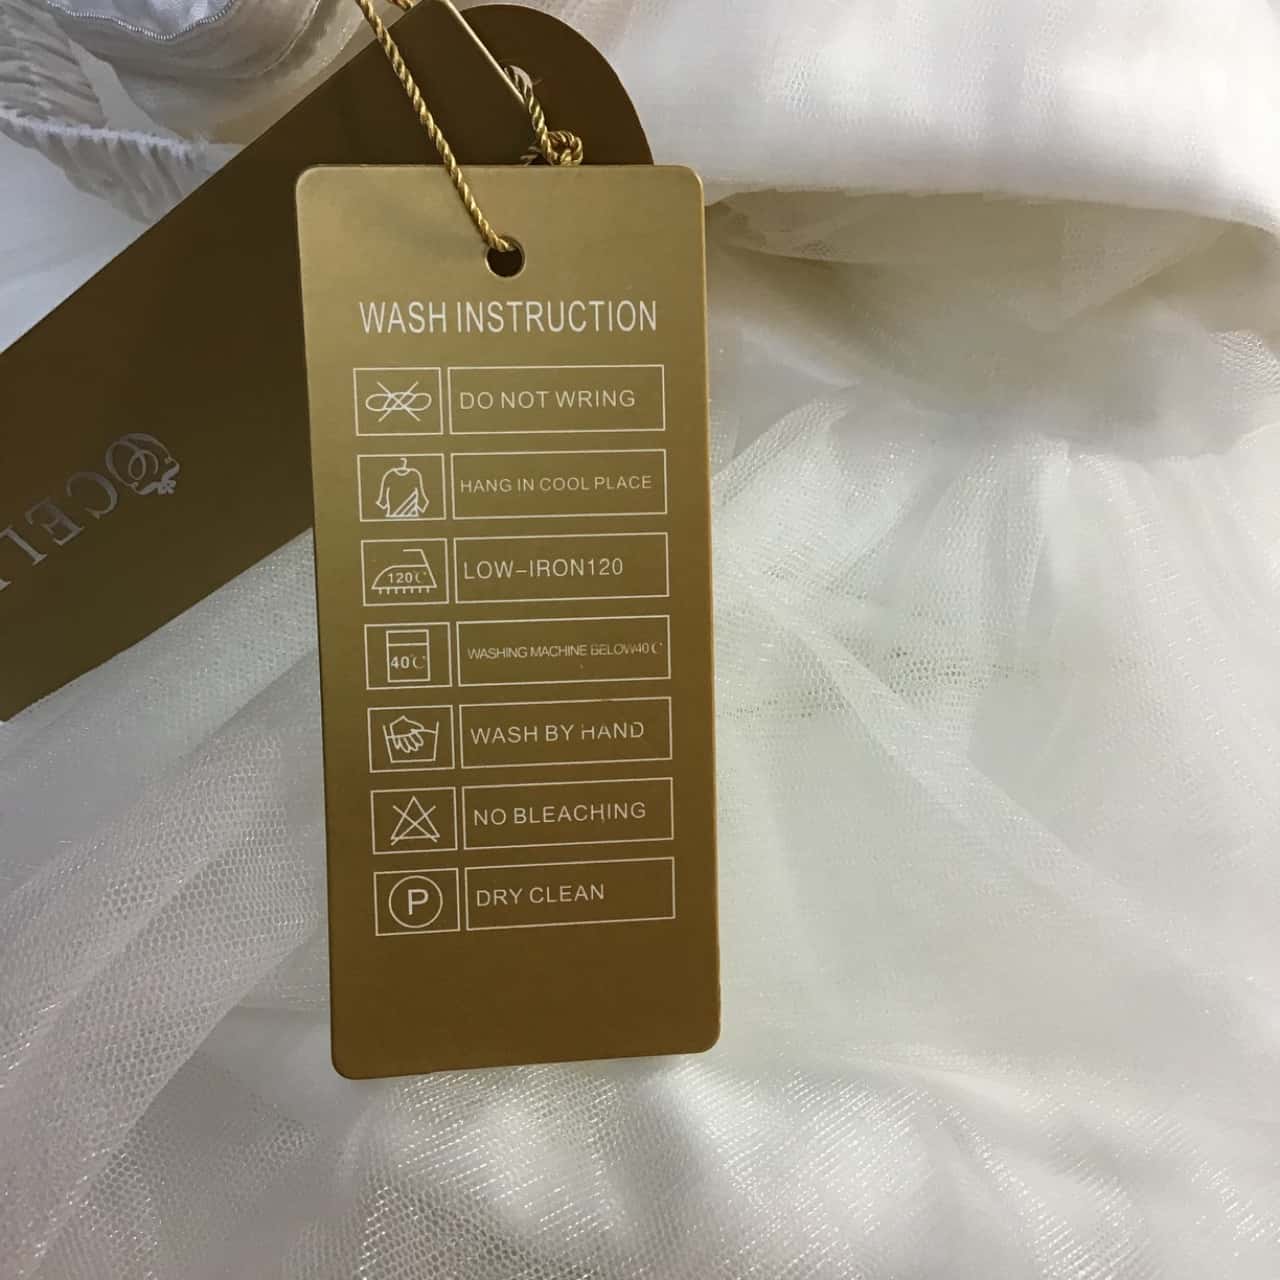 WASH INSTRUCTION
DO NOT WRING
HANG IN COOL PLACE
120℃
LOW-IRON120
40℃
WASHING MACHINE BELOW40℃
WASH BY HAND
NO BLEACHING
P
DRY CLEAN